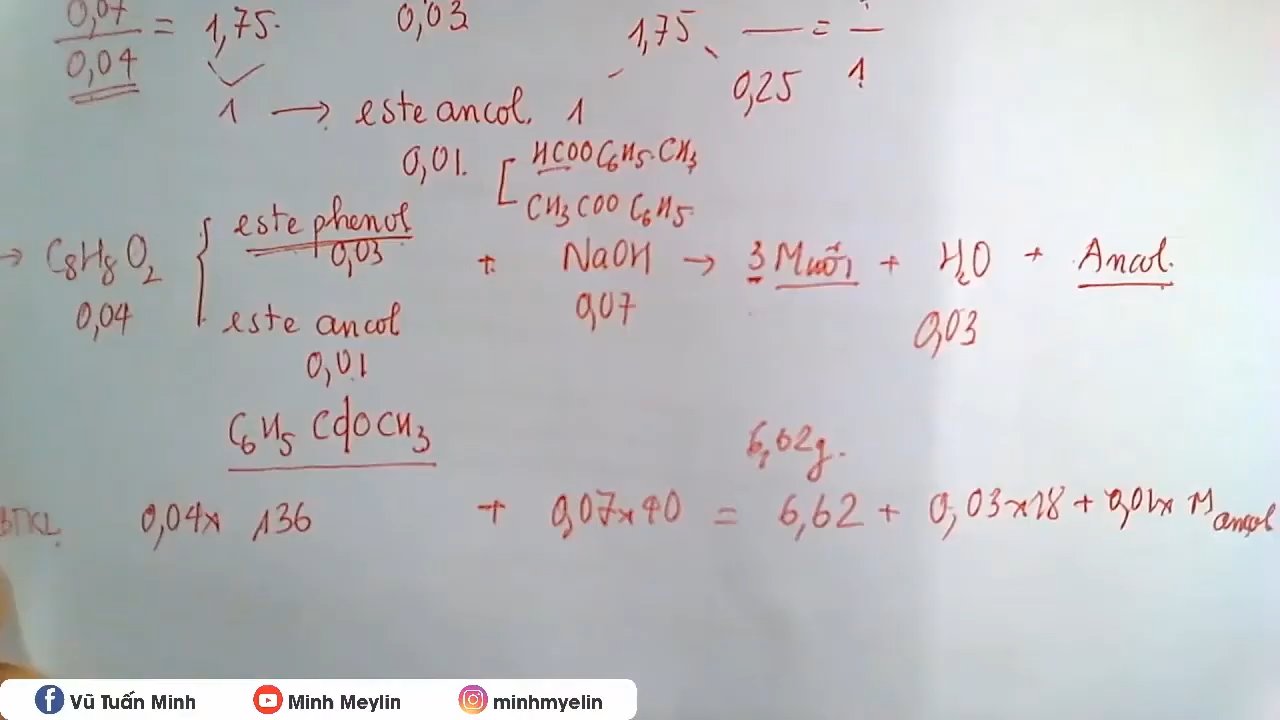 0,07 / 0,04 = 1,75. 0,03 1,75 — = — 0,25 1
1 → este ancol. 1
0,01. HCOOC6H5-CH3
CH3COOC6H5
este phenol 0,03
→ C8H8O2 + NaOH → 3 Muối + H2O + Ancol.
0,04 0,07 0,03
este ancol
0,01
C6H5COOCH3
6,62g.
BTKL 0,04x 136 + 0,07x40 = 6,62 + 0,03x18 + 0,01x M ancol
Vũ Tuấn Minh Minh Meylin minhmyelin